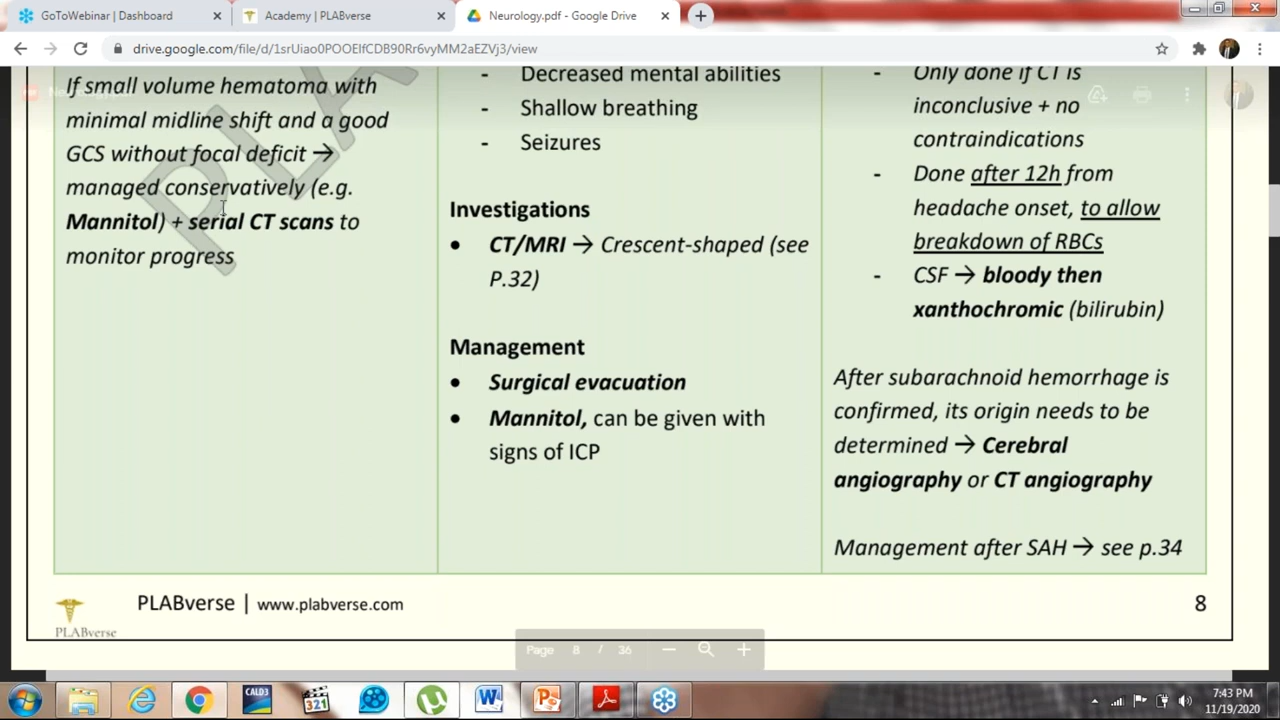 GoToWebinar | Dashboard
Academy | PLABverse
Neurology.pdf - Google Drive
drive.google.com/file/d/1srUiao0POOElfCDB90Rr6vyMM2aEZVj3/view
If small volume hematoma with
minimal midline shift and a good
GCS without focal deficit →
managed conservatively (e.g.
Mannitol) + serial CT scans to
monitor progress
- Decreased mental abilities
- Shallow breathing
- Seizures
Investigations
• CT/MRI → Crescent-shaped (see
P.32)
Management
• Surgical evacuation
• Mannitol, can be given with
signs of ICP
- Only done if CT is
inconclusive + no
contraindications
- Done after 12h from
headache onset, to allow
breakdown of RBCs
- CSF → bloody then
xanthochromic (bilirubin)
After subarachnoid hemorrhage is
confirmed, its origin needs to be
determined → Cerebral
angiography or CT angiography
Management after SAH → see p.34
PLABverse
PLABverse | www.plabverse.com
8
Page 8 / 36
CALD3
321
7:43 PM
11/19/2020